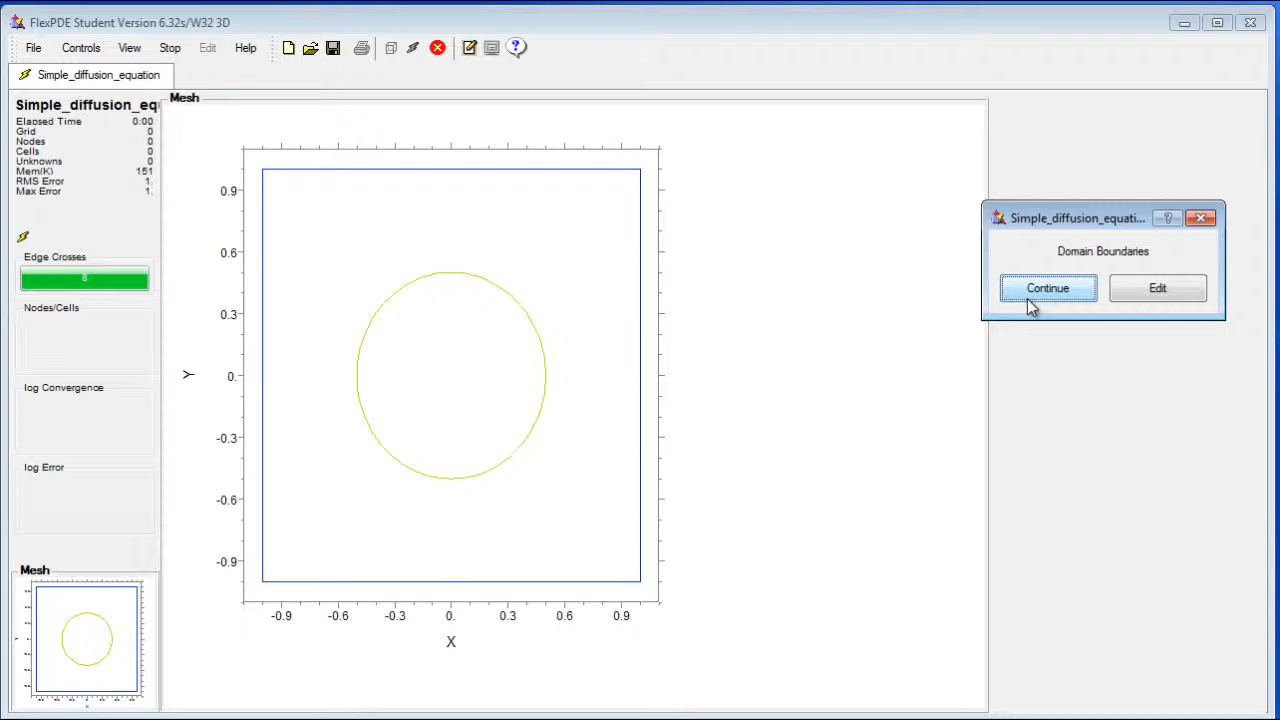 FlexPDE Student Version 6.32s/W32 3D
File Controls View Stop Edit Help
Simple_diffusion_equation
Simple_diffusion_eq
Elapsed Time 0:00
Grid 0
Nodes 0
Cells 0
Unknowns 0
Mem(K) 151
RMS Error 1.
Max Error 1.
Edge Crosses
8
Nodes/Cells
log Convergence
log Error
Mesh
Mesh
0.9
0.6
0.3
0.
-0.3
-0.6
-0.9
Y
-0.9 -0.6 -0.3 0. 0.3 0.6 0.9
X
Simple_diffusion_equati...
Domain Boundaries
Continue Edit